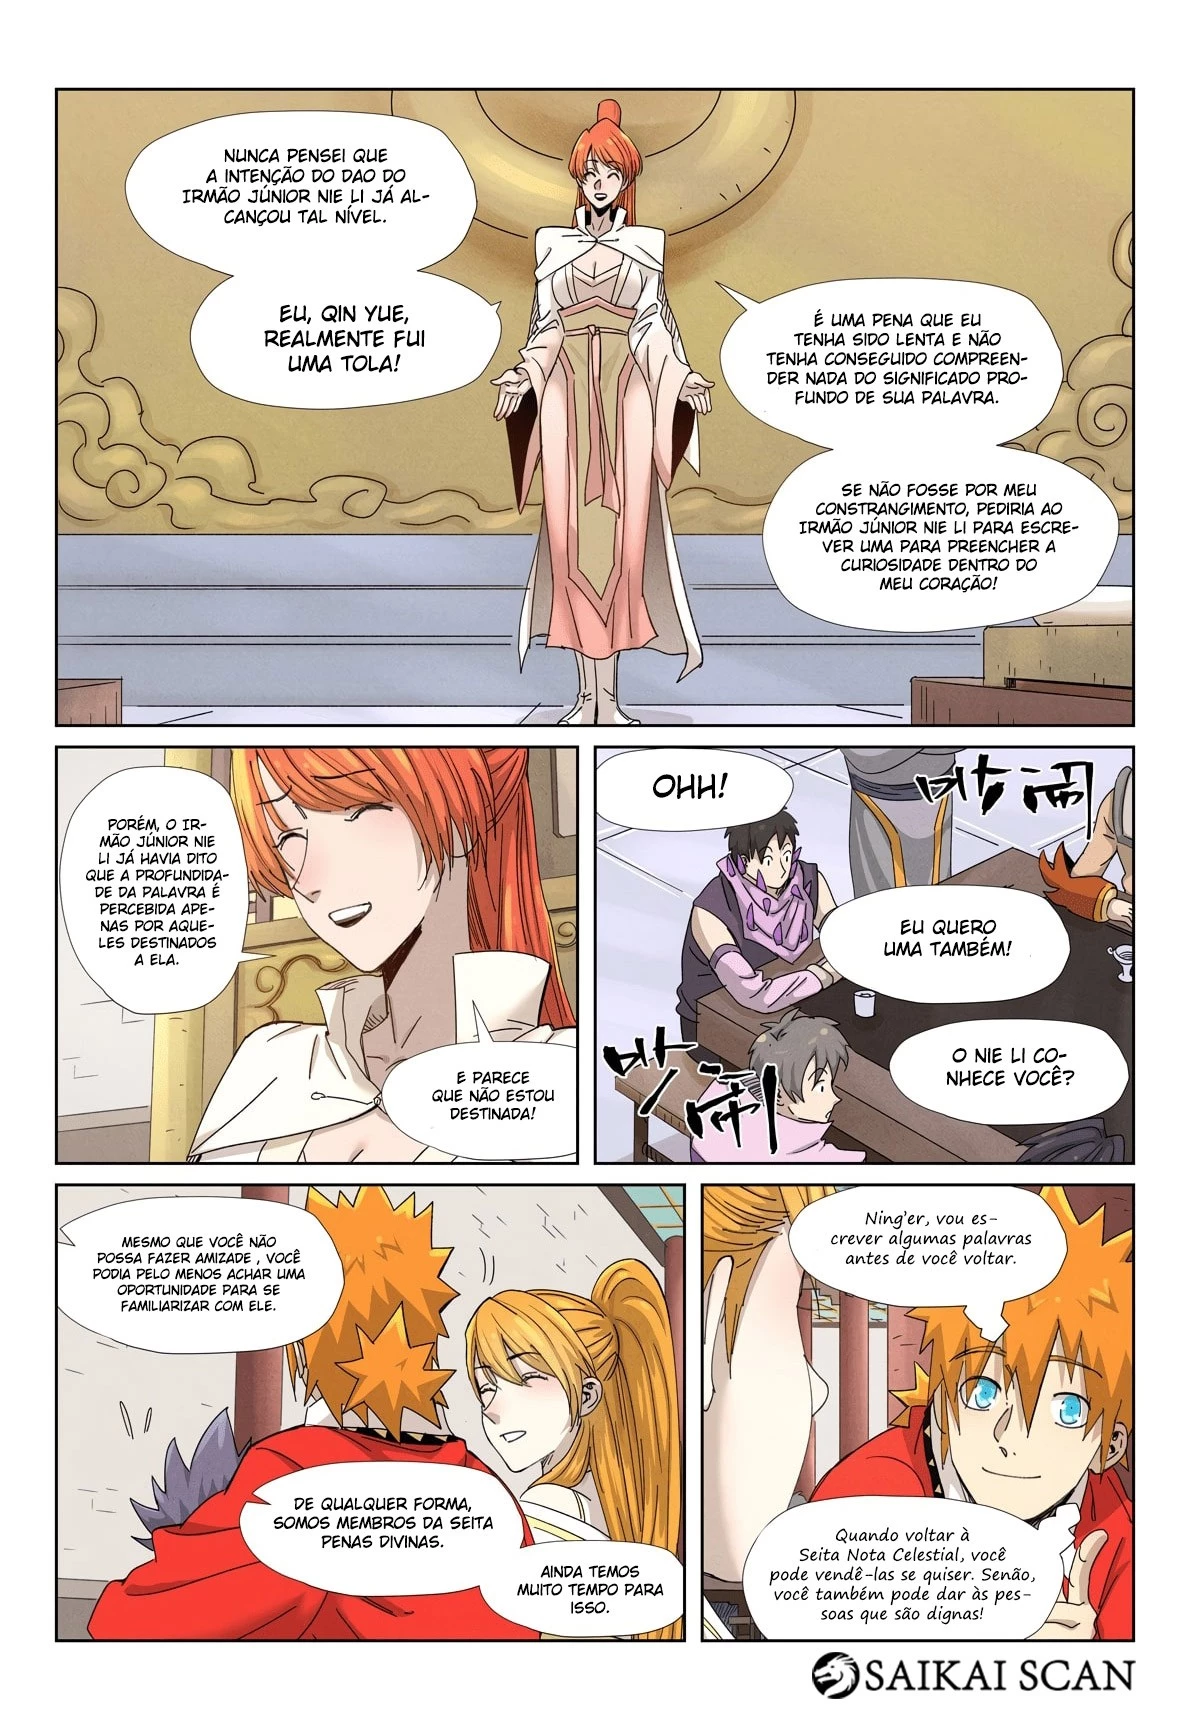 NUNCA PENSEI QUE
A INTENÇÃO DO DAO DO
IRMÃO JÚNIOR NIE LI JÁ AL-
CANÇOU TAL NÍVEL.
EU, QIN YUE,
REALMENTE FUI
UMA TOLA!
É UMA PENA QUE EU
TENHA SIDO LENTA E NÃO
TENHA CONSEGUIDO COMPREEN-
DER NADA DO SIGNIFICADO PRO-
FUNDO DE SUA PALAVRA.
SE NÃO FOSSE POR MEU
CONSTRANGIMENTO, PEDIRIA AO
IRMÃO JÚNIOR NIE LI PARA ESCRE-
VER UMA PARA PREENCHER A
CURIOSIDADE DENTRO DO
MEU CORAÇÃO!
PORÉM, O IR-
MÃO JÚNIOR NIE
LI JÁ HAVIA DITO
QUE A PROFUNDIDA-
DE DA PALAVRA É
PERCEBIDA APE-
NAS POR AQUE-
LES DESTINADOS
A ELA.
E PARECE
QUE NÃO ESTOU
DESTINADA!
OHH!
EU QUERO
UMA TAMBÉM!
O NIE LI CO-
NHECE VOCÊ?
MESMO QUE VOCÊ NÃO
POSSA FAZER AMIZADE , VOCÊ
PODIA PELO MENOS ACHAR UMA
OPORTUNIDADE PARA SE
FAMILIARIZAR COM ELE.
DE QUALQUER FORMA,
SOMOS MEMBROS DA SEITA
PENAS DIVINAS.
AINDA TEMOS
MUITO TEMPO PARA
ISSO.
Ning'er, vou es-
crever algumas palavras
antes de você voltar.
Quando voltar à
Seita Nota Celestial, você
pode vendê-las se quiser. Senão,
você também pode dar às pes-
soas que são dignas!
SAIKAI SCAN